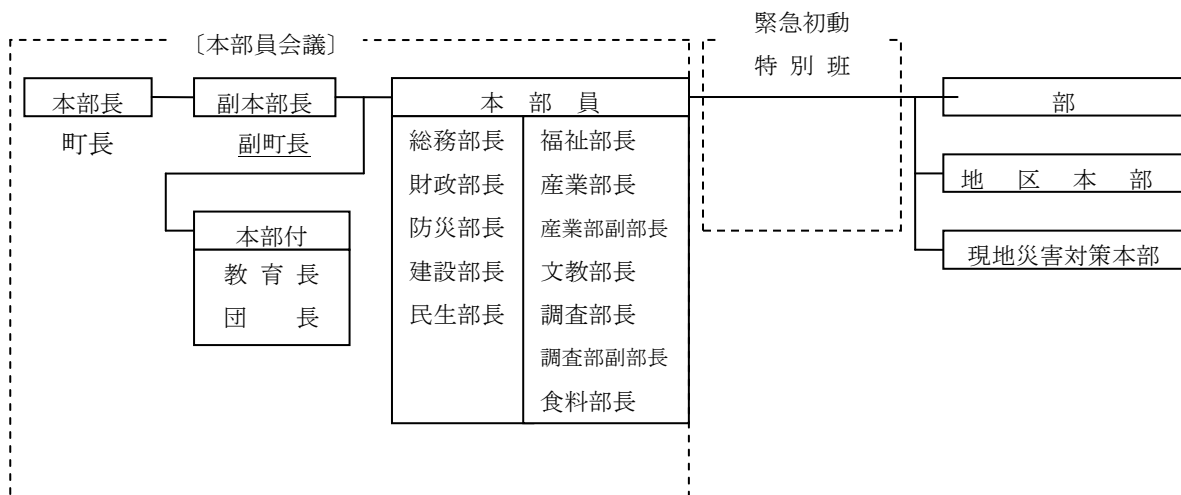 緊急初動
特 別 班
〔本部員会議〕
本部長
町長
副本部長
副町長
本部付
教 育 長
団 長
本 部 員
総務部長
財政部長
防災部長
建設部長
民生部長
福祉部長
産業部長
産業部副部長
文教部長
調査部長
調査部副部長
食料部長
部
地 区 本 部
現地災害対策本部